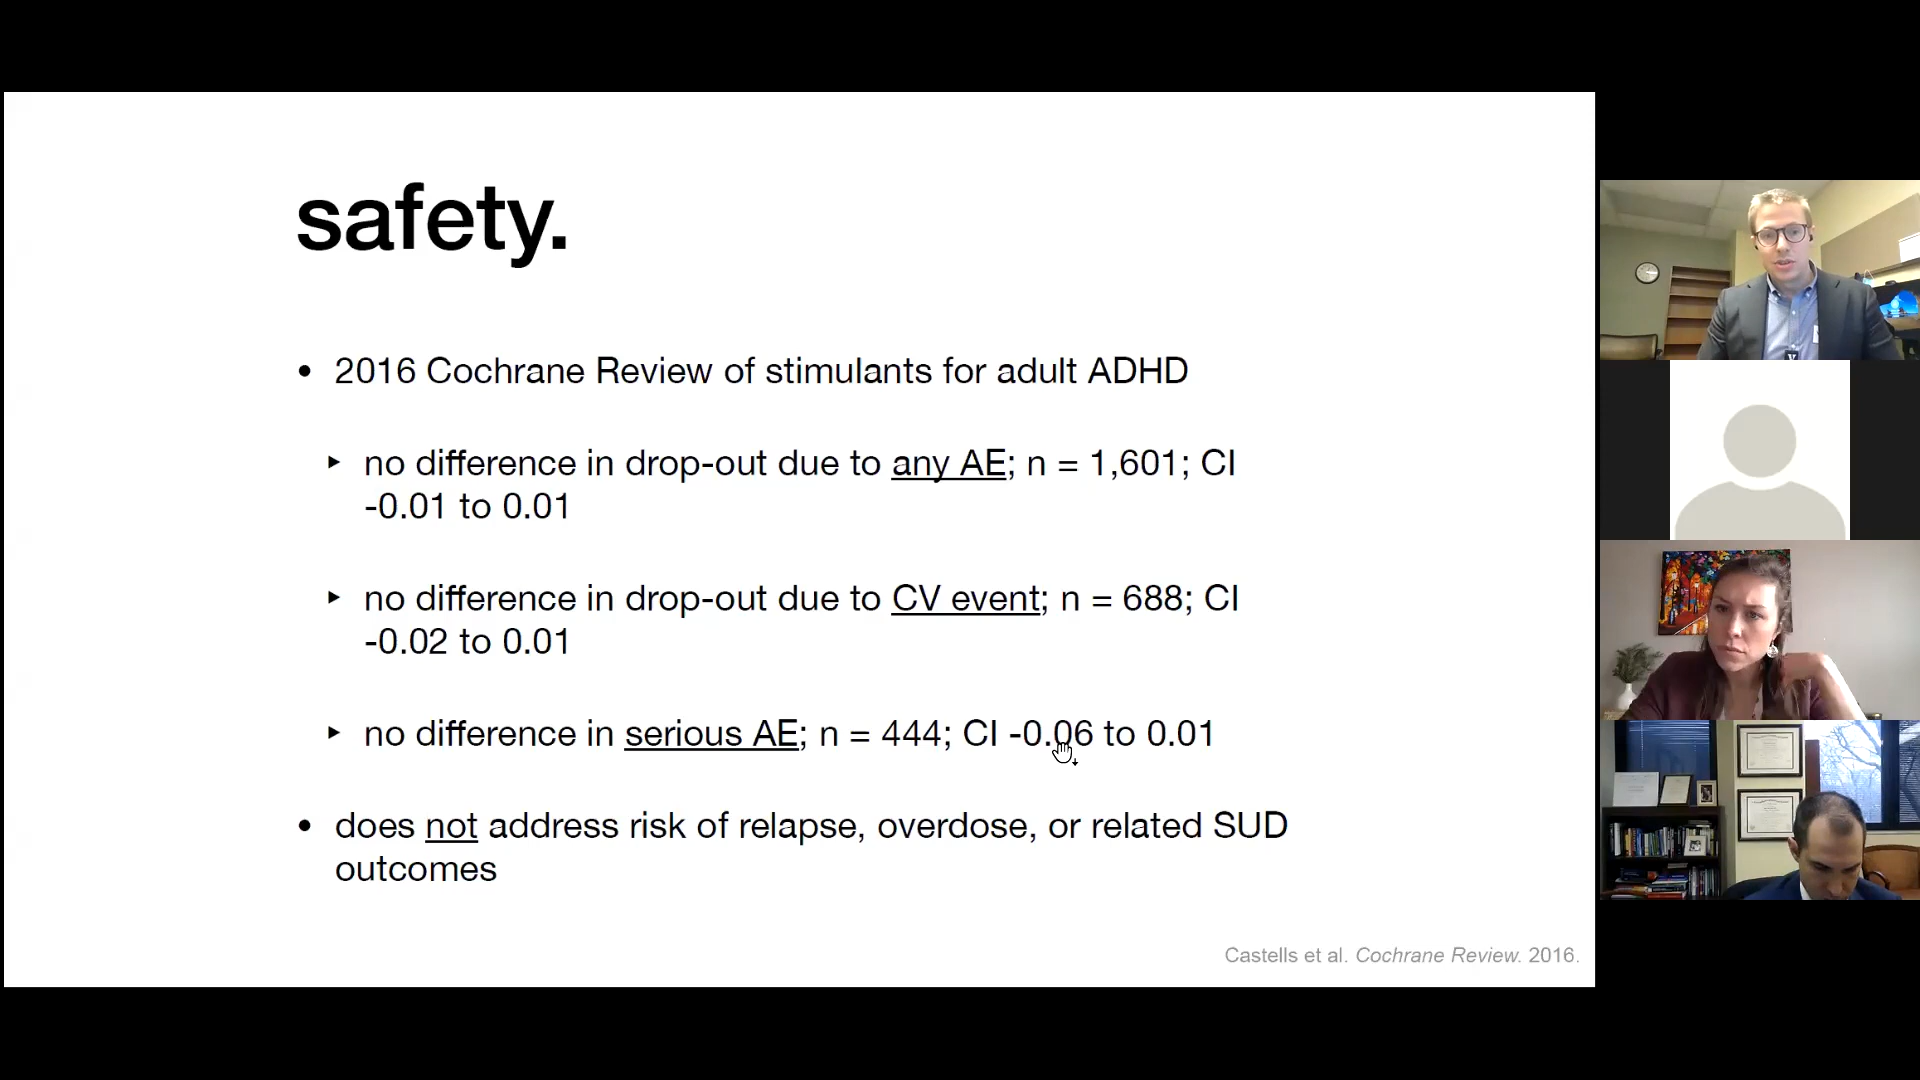 safety.
• 2016 Cochrane Review of stimulants for adult ADHD
‣ no difference in drop-out due to any AE; n = 1,601; CI
-0.01 to 0.01
‣ no difference in drop-out due to CV event; n = 688; CI
-0.02 to 0.01
‣ no difference in serious AE; n = 444; CI -0.06 to 0.01
• does not address risk of relapse, overdose, or related SUD
outcomes
Castells et al. Cochrane Review. 2016.